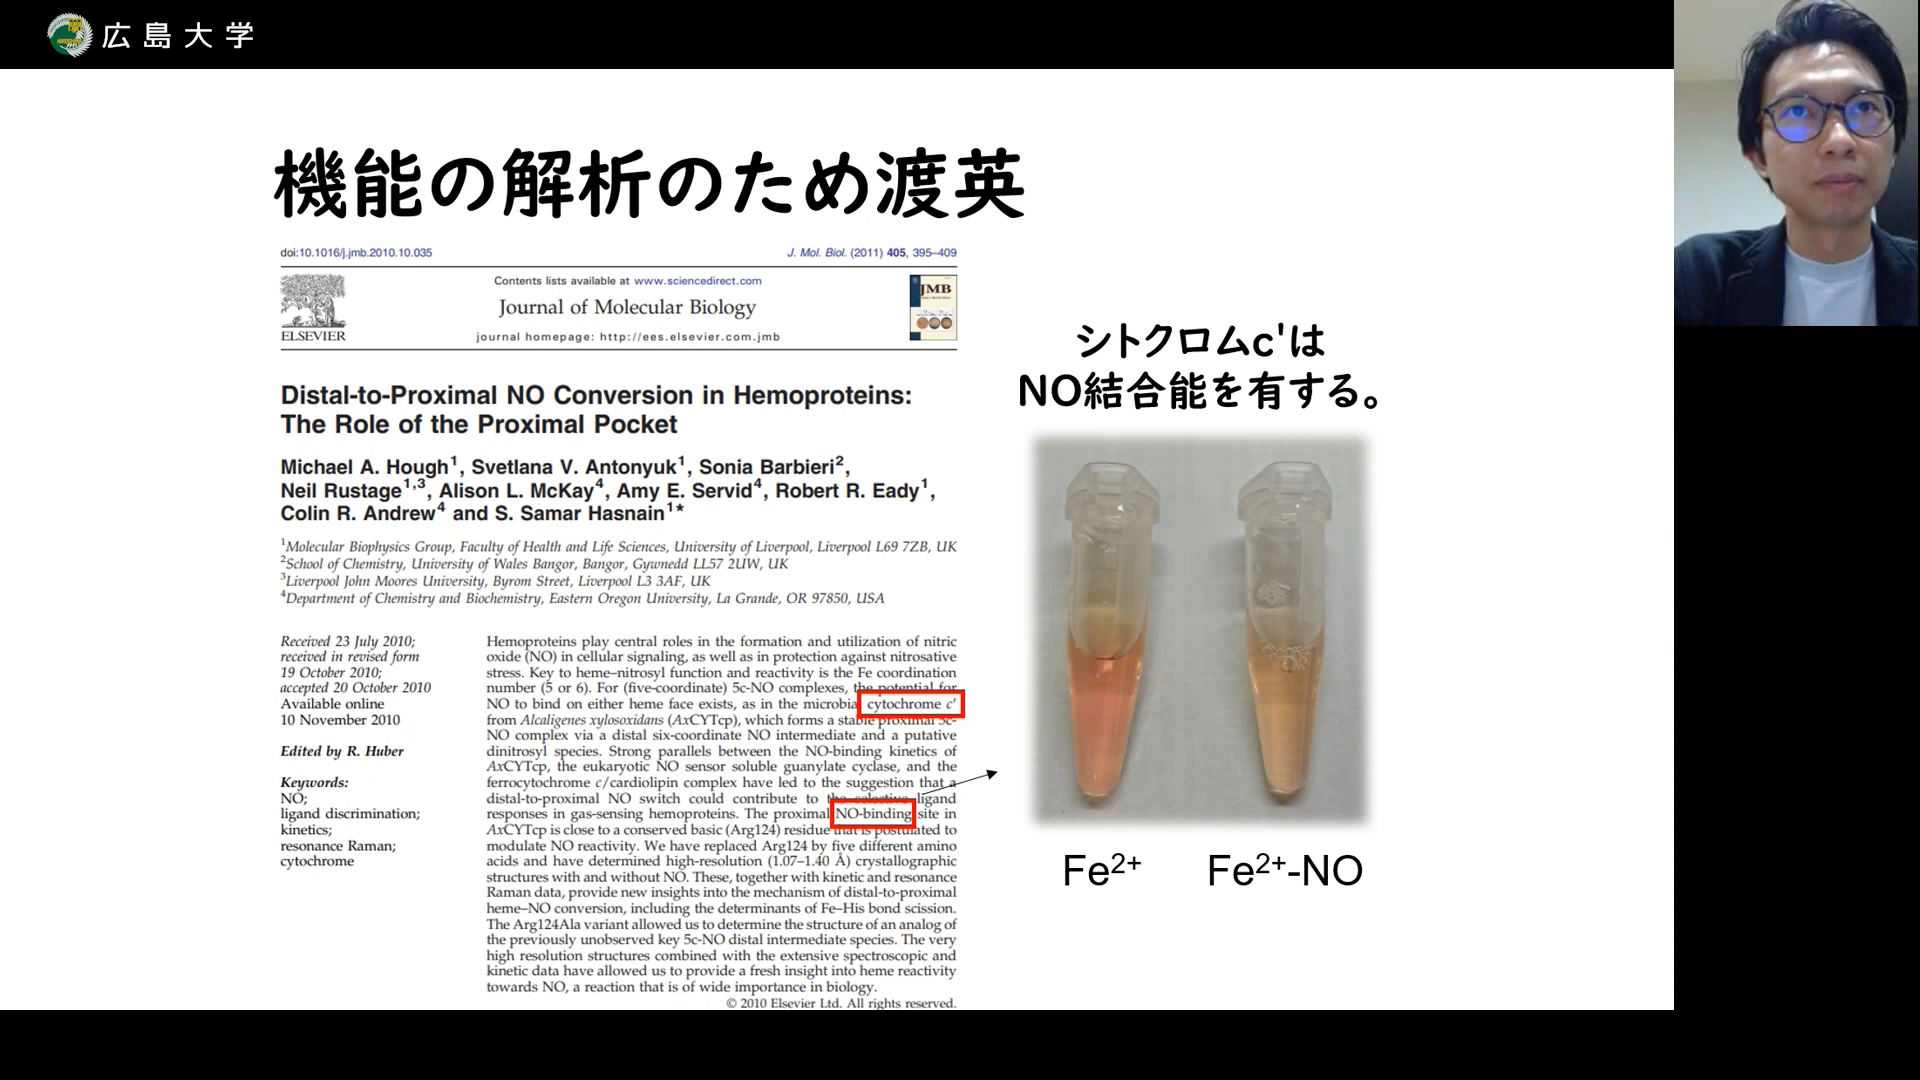 広島大学
機能の解析のため渡英
doi:10.1016/j.jmb.2010.10.035
J. Mol. Biol. (2011) 405, 395–409
Contents lists available at www.sciencedirect.com
Journal of Molecular Biology
journal homepage: http://ees.elsevier.com.jmb
ELSEVIER
JMB
Distal-to-Proximal NO Conversion in Hemoproteins:
The Role of the Proximal Pocket
Michael A. Hough1, Svetlana V. Antonyuk1, Sonia Barbieri2,
Neil Rustage1,3, Alison L. McKay4, Amy E. Servid4, Robert R. Eady1,
Colin R. Andrew4 and S. Samar Hasnain1*
1Molecular Biophysics Group, Faculty of Health and Life Sciences, University of Liverpool, Liverpool L69 7ZB, UK
2School of Chemistry, University of Wales Bangor, Bangor, Gywnedd LL57 2UW, UK
3Liverpool John Moores University, Byrom Street, Liverpool L3 3AF, UK
4Department of Chemistry and Biochemistry, Eastern Oregon University, La Grande, OR 97850, USA
Received 23 July 2010;
received in revised form
19 October 2010;
accepted 20 October 2010
Available online
10 November 2010
Edited by R. Huber
Keywords:
NO;
ligand discrimination;
kinetics;
resonance Raman;
cytochrome
Hemoproteins play central roles in the formation and utilization of nitric
oxide (NO) in cellular signaling, as well as in protection against nitrosative
stress. Key to heme–nitrosyl function and reactivity is the Fe coordination
number (5 or 6). For (five-coordinate) 5c-NO complexes, the potential for
NO to bind on either heme face exists, as in the microbial cytochrome c′
from Alcaligenes xylosoxidans (AxCYTcp), which forms a stable proximal 5c-
NO complex via a distal six-coordinate NO intermediate and a putative
dinitrosyl species. Strong parallels between the NO-binding kinetics of
AxCYTcp, the eukaryotic NO sensor soluble guanylate cyclase, and the
ferrocytochrome c/cardiolipin complex have led to the suggestion that a
distal-to-proximal NO switch could contribute to the selective ligand
responses in gas-sensing hemoproteins. The proximal NO-binding site in
AxCYTcp is close to a conserved basic (Arg124) residue that is postulated to
modulate NO reactivity. We have replaced Arg124 by five different amino
acids and have determined high-resolution (1.07–1.40 Å) crystallographic
structures with and without NO. These, together with kinetic and resonance
Raman data, provide new insights into the mechanism of distal-to-proximal
heme–NO conversion, including the determinants of Fe–His bond scission.
The Arg124Ala variant allowed us to determine the structure of an analog of
the previously unobserved key 5c-NO distal intermediate species. The very
high resolution structures combined with the extensive spectroscopic and
kinetic data have allowed us to provide a fresh insight into heme reactivity
towards NO, a reaction that is of wide importance in biology.
© 2010 Elsevier Ltd. All rights reserved.
シトクロムc'は
NO結合能を有する。
Fe2+
Fe2+-NO